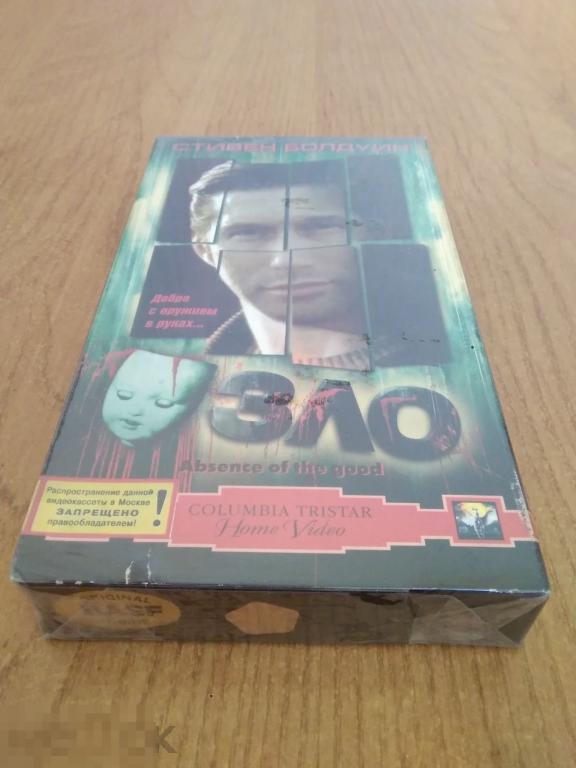 СТИВЕН БОЛДУИН
Добро
с оружием
в руках...
ЗЛО
Absence of the good
Распространение данной
видеокассеты в Москве
ЗАПРЕЩЕНО
правообладателем!
!
COLUMBIA TRISTAR
Home Video
ORIGINAL